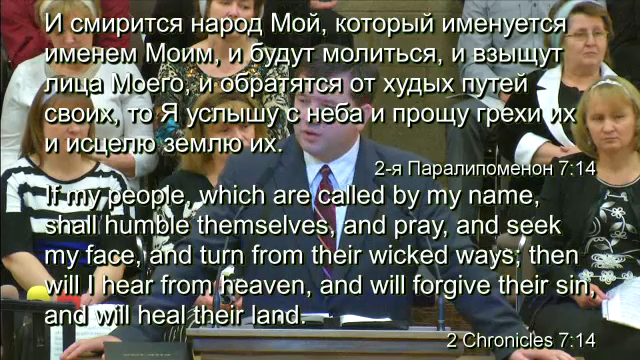 И смирится народ Мой, который именуется
именем Моим, и будут молиться, и взыщут
лица Моего, и обратятся от худых путей
своих, то Я услышу с неба и прощу грехи их
и исцелю землю их.
2-я Паралипоменон 7:14
If my people, which are called by my name,
shall humble themselves, and pray, and seek
my face, and turn from their wicked ways; then
will I hear from heaven, and will forgive their sin,
and will heal their land.
2 Chronicles 7:14